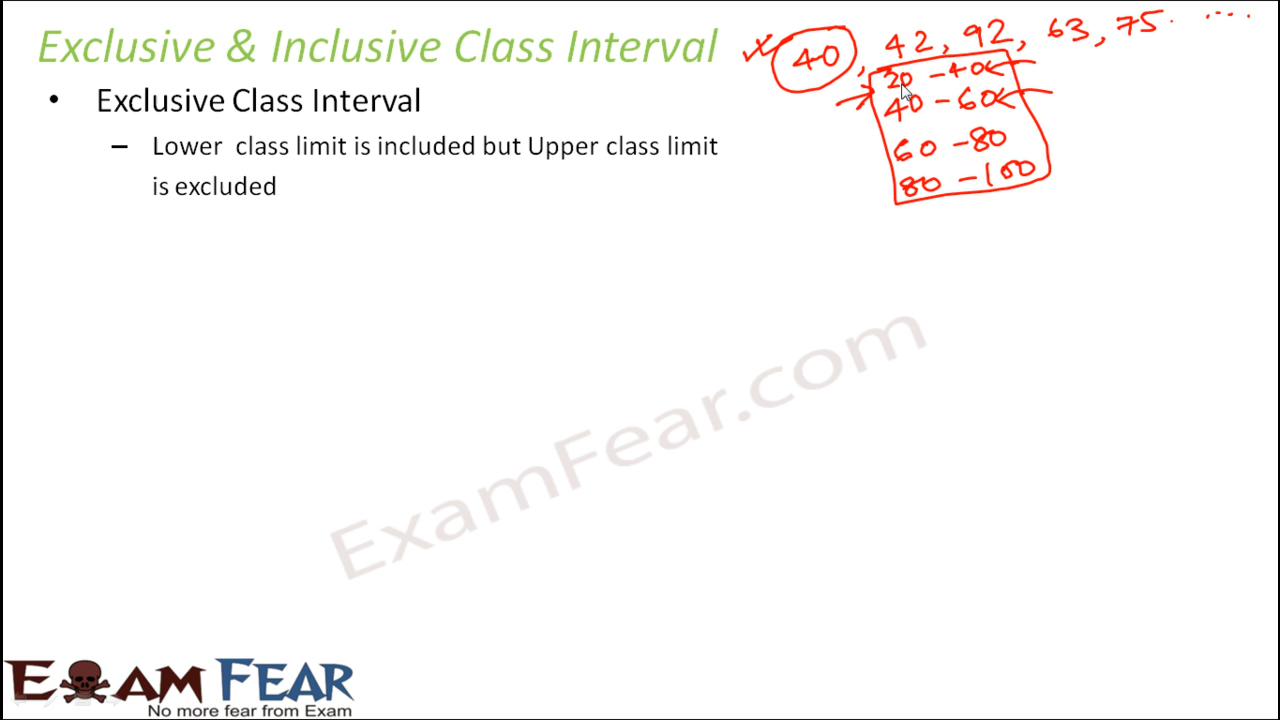 Exclusive & Inclusive Class Interval
40, 42, 92, 63, 75. ....
20 - 40
40 - 60
60 - 80
80 - 100
• Exclusive Class Interval
– Lower class limit is included but Upper class limit
is excluded
ExamFear.com
EXAM FEAR
No more fear from Exam